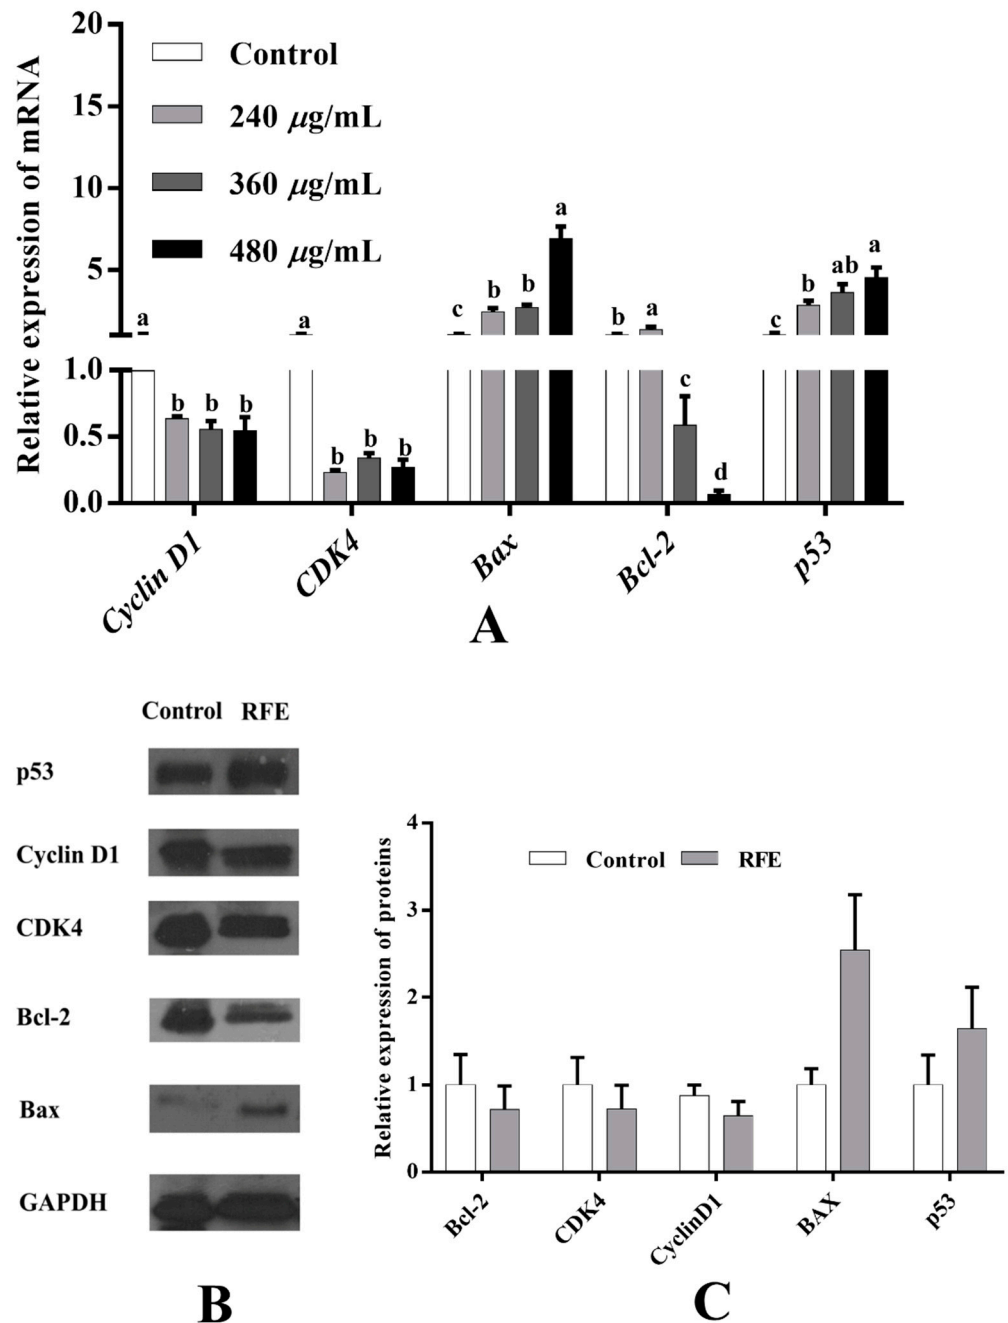 20
15
10
5
1.0
0.5
0.0
Relative expression of mRNA
Control
240 μg/mL
360 μg/mL
480 μg/mL
a b b b
a b b b
c b b a
b a c d
c b ab a
Cyclin D1 CDK4 Bax Bcl-2 p53
A
Control RFE
p53
Cyclin D1
CDK4
Bcl-2
Bax
GAPDH
B
4
3
2
1
0
Relative expression of proteins
Control RFE
Bcl-2 CDK4 CyclinD1 BAX p53
C